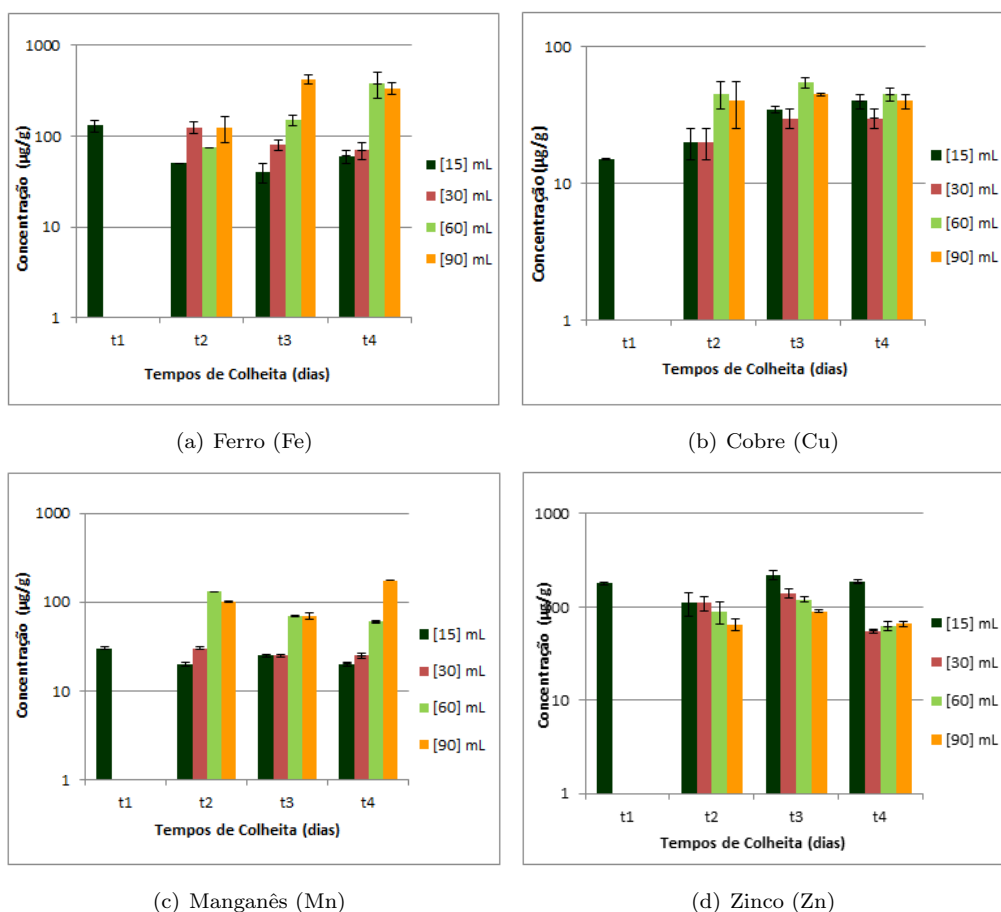 1000
100
10
1
Concentração (µg/g)
t1 t2 t3 t4
Tempos de Colheita (dias)
[15] mL
[30] mL
[60] mL
[90] mL
(a) Ferro (Fe)
100
10
1
Concentração (µg/g)
t1 t2 t3 t4
Tempos de Colheita (dias)
[15] mL
[30] mL
[60] mL
[90] mL
(b) Cobre (Cu)
1000
100
10
1
Concentração (µg/g)
t1 t2 t3 t4
Tempos de Colheita (dias)
[15] mL
[30] mL
[60] mL
[90] mL
(c) Manganês (Mn)
1000
100
10
1
Concentração (µg/g)
t1 t2 t3 t4
Tempos de Colheita (dias)
[15] mL
[30] mL
[60] mL
[90] mL
(d) Zinco (Zn)